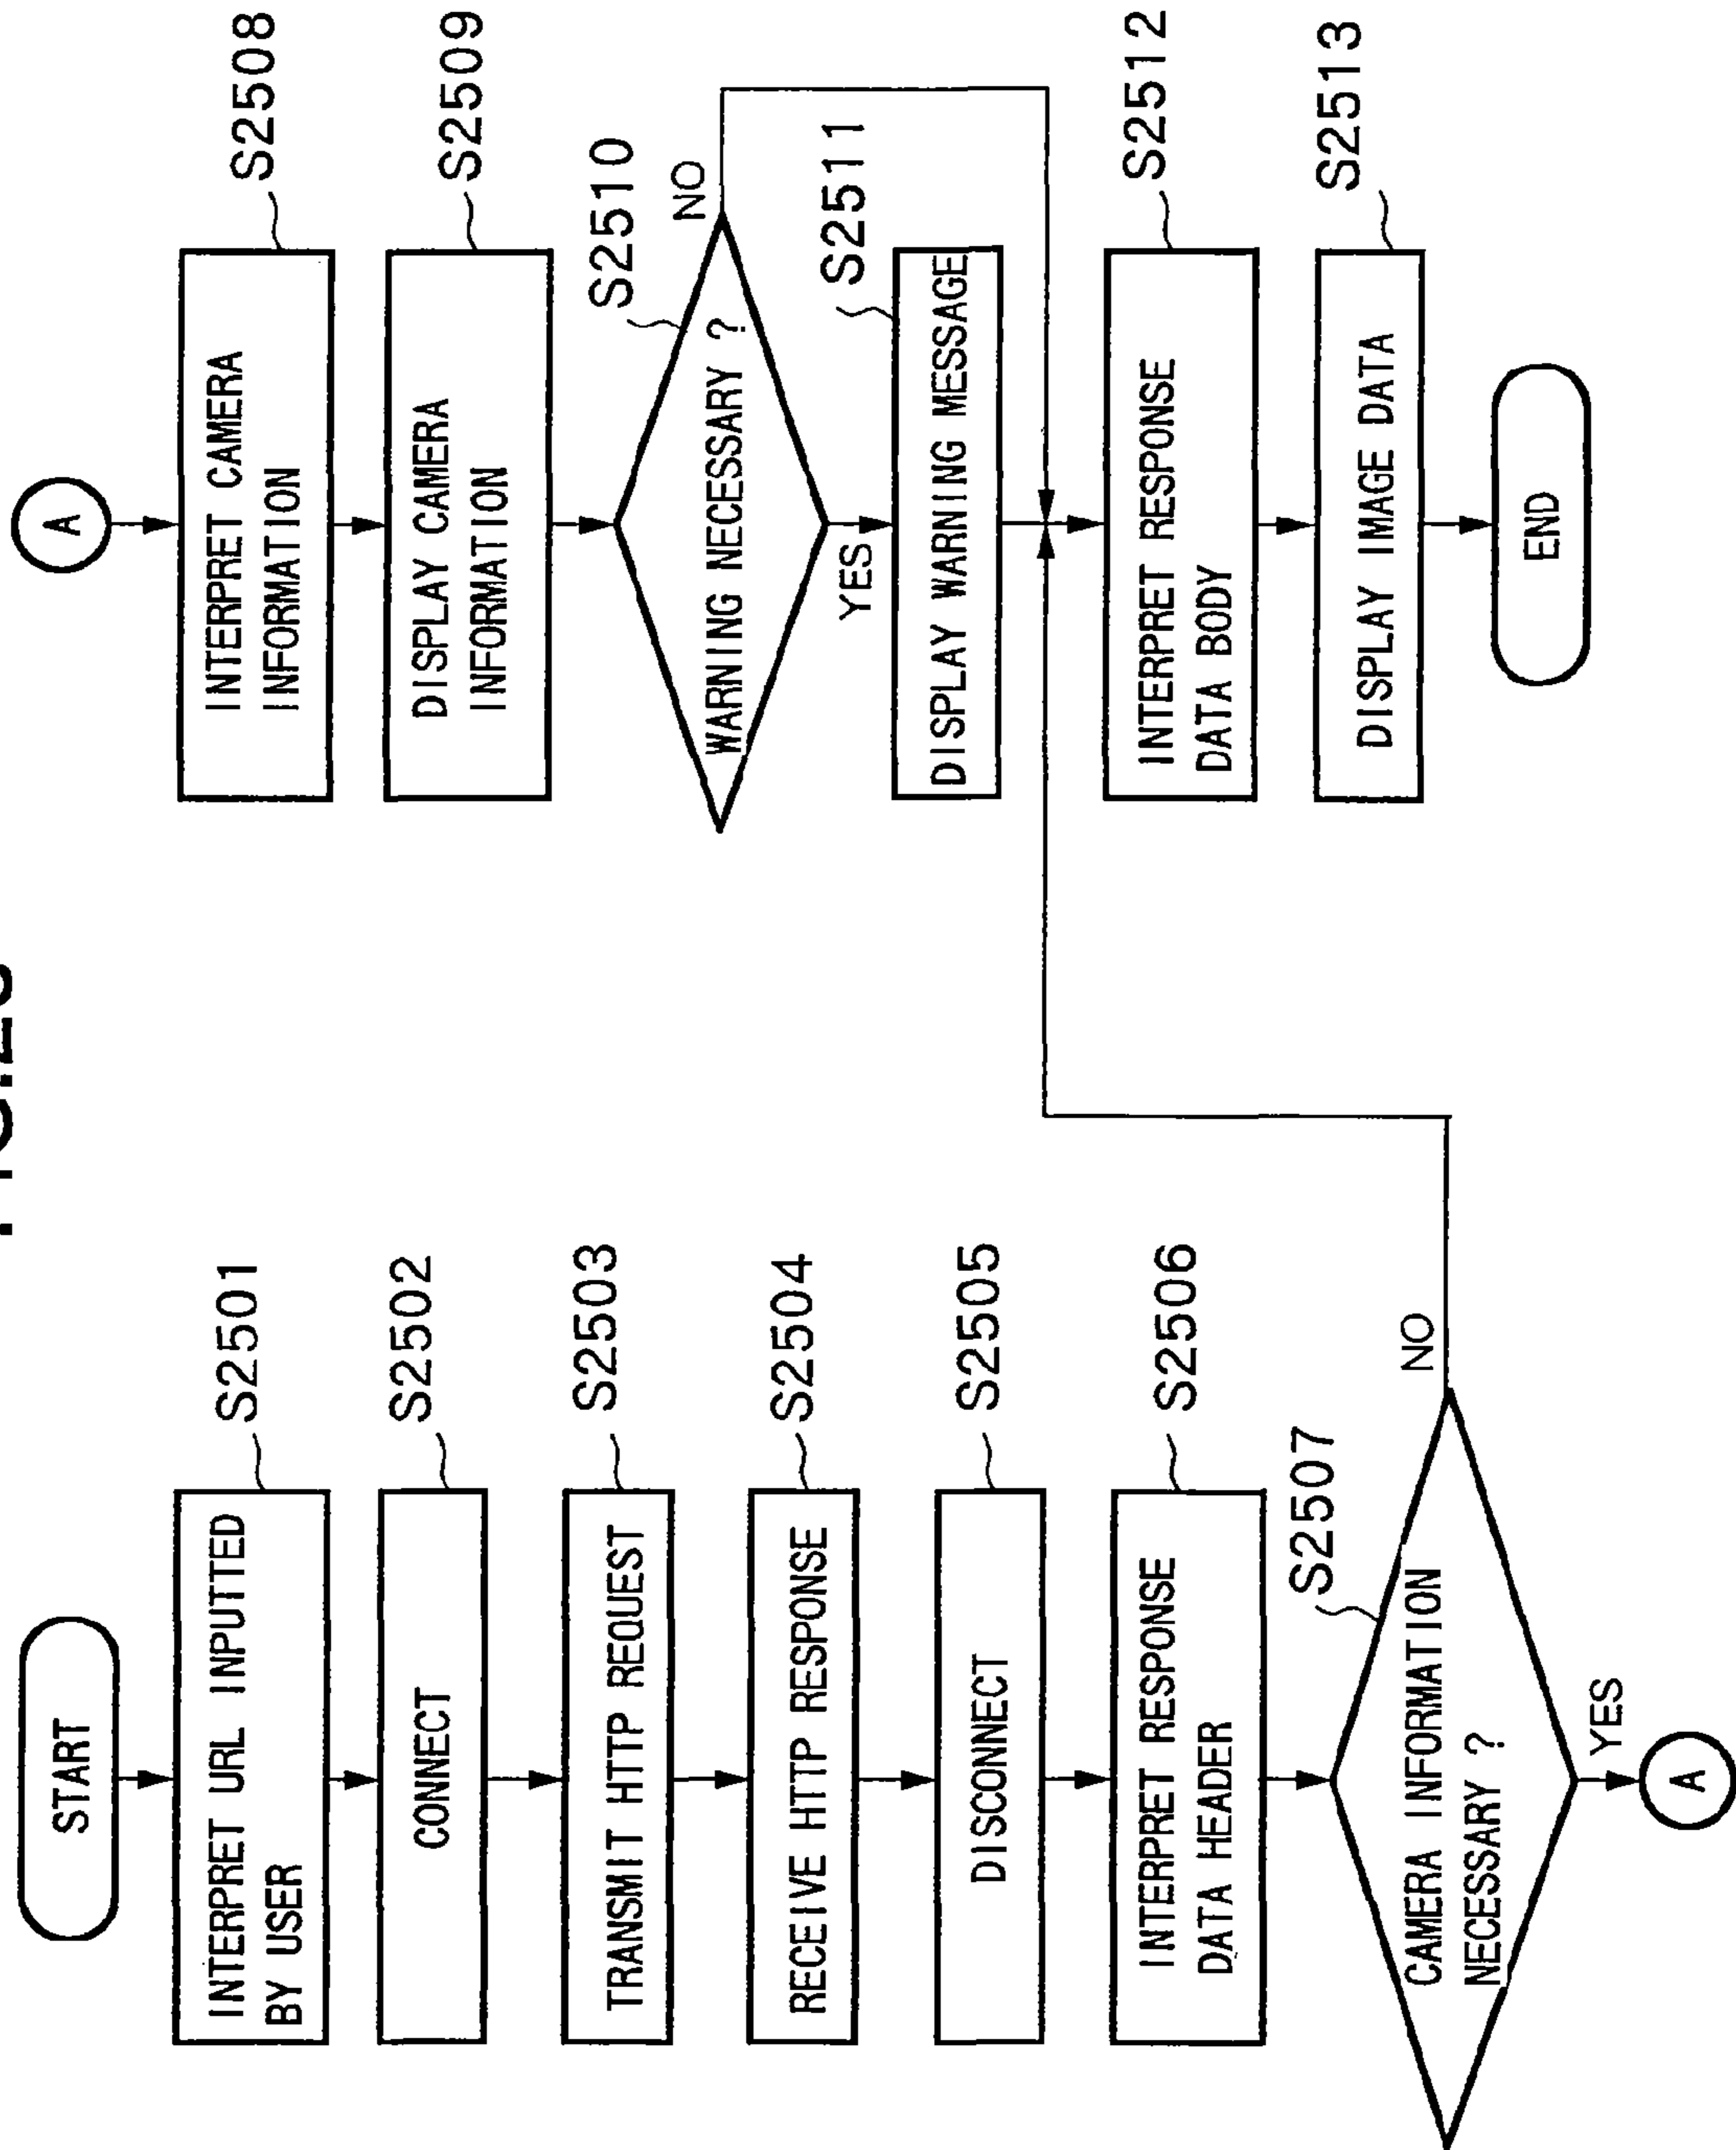 START
INTERPRET URL INPUTTED
BY USER
S2501
CONNECT
S2502
TRANSMIT HTTP REQUEST
S2503
RECEIVE HTTP RESPONSE
S2504
DISCONNECT
S2505
INTERPRET RESPONSE
DATA HEADER
S2506
S2507
CAMERA INFORMATION
NECESSARY ?
NO
YES
A
A
INTERPRET CAMERA
INFORMATION
S2508
DISPLAY CAMERA
INFORMATION
S2509
S2510
WARNING NECESSARY ?
NO
YES
S2511
DISPLAY WARNING MESSAGE
INTERPRET RESPONSE
DATA BODY
S2512
DISPLAY IMAGE DATA
S2513
END